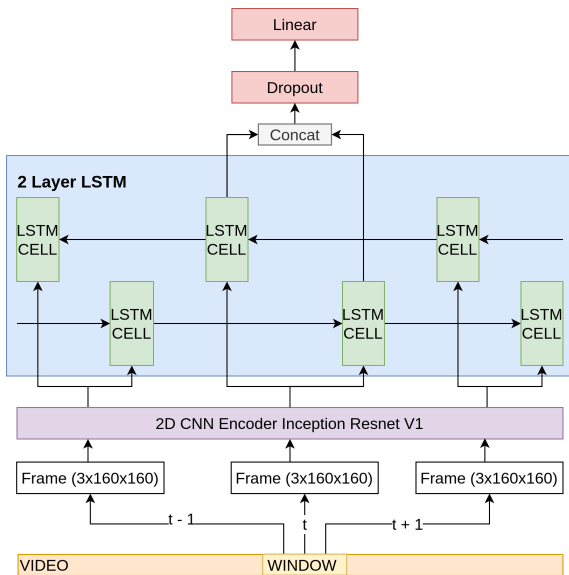 Linear
Dropout
Concat
2 Layer LSTM
LSTM
CELL
LSTM
CELL
LSTM
CELL
LSTM
CELL
LSTM
CELL
LSTM
CELL
2D CNN Encoder Inception Resnet V1
Frame (3x160x160)
Frame (3x160x160)
Frame (3x160x160)
t - 1
t
t + 1
VIDEO
WINDOW